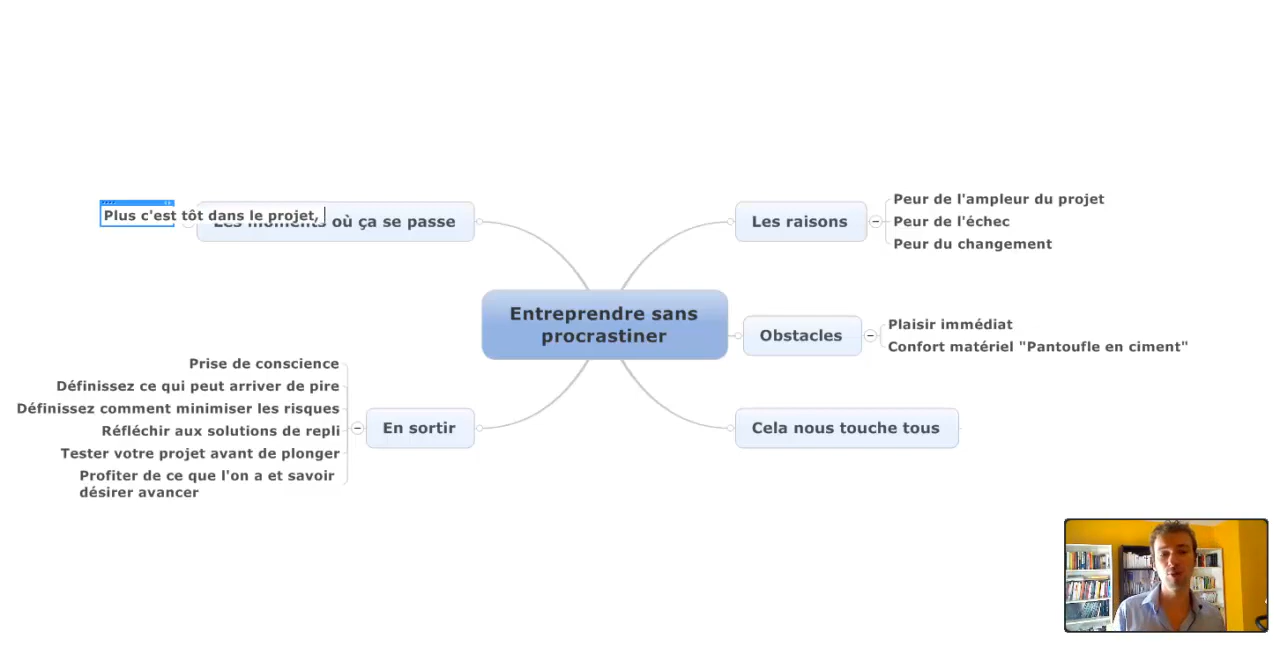 Plus c'est tôt dans le projet,
Les moments où ça se passe
Entreprendre sans
procrastiner
Les raisons
Peur de l'ampleur du projet
Peur de l'échec
Peur du changement
Obstacles
Plaisir immédiat
Confort matériel "Pantoufle en ciment"
Cela nous touche tous
En sortir
Prise de conscience
Définissez ce qui peut arriver de pire
Définissez comment minimiser les risques
Réfléchir aux solutions de repli
Tester votre projet avant de plonger
Profiter de ce que l'on a et savoir
désirer avancer